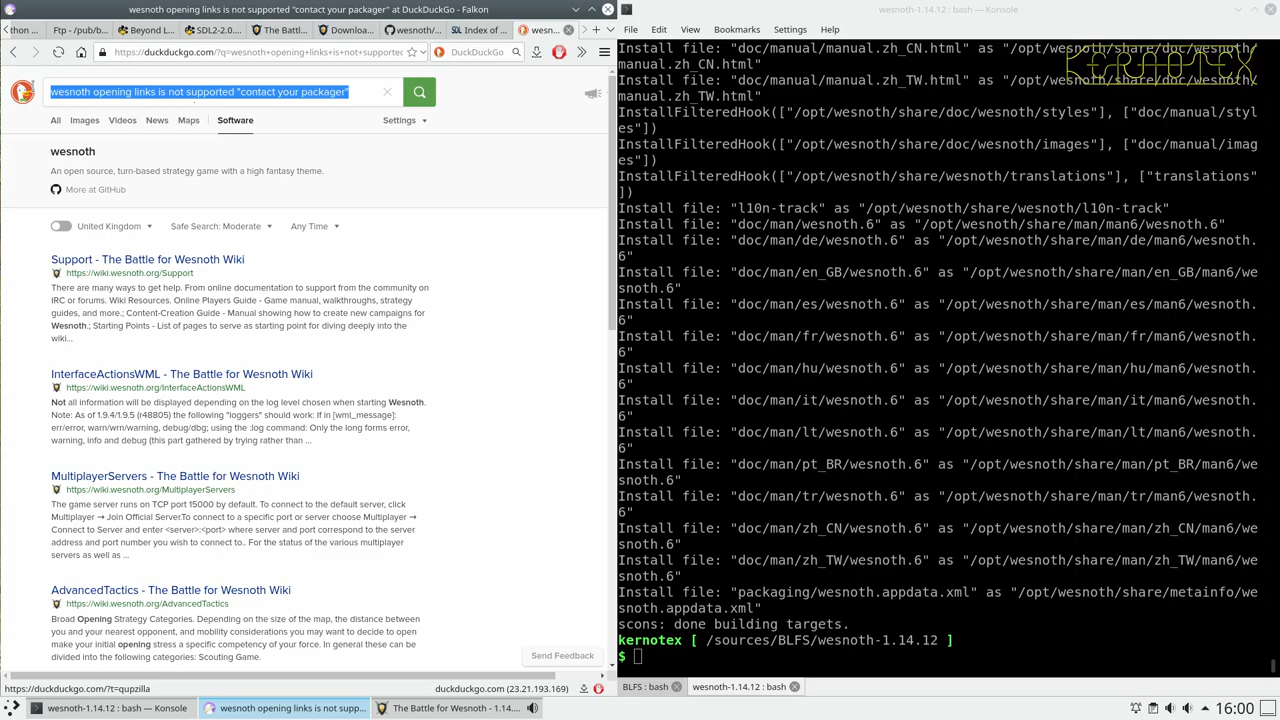 wesnoth opening links is not supported "contact your packager" at DuckDuckGo - Falkon
thon ...
Ftp - /pub/b...
Beyond L...
SDL2-2.0...
The Battl...
Downloa...
wesnoth/...
Index of ...
wesn...
https://duckduckgo.com/?q=wesnoth+opening+links+is+not+supporte
DuckDuckGo
wesnoth opening links is not supported "contact your packager"
All
Images
Videos
News
Maps
Software
Settings
wesnoth
An open source, turn-based strategy game with a high fantasy theme.
More at GitHub
United Kingdom
Safe Search: Moderate
Any Time
Support - The Battle for Wesnoth Wiki
https://wiki.wesnoth.org/Support
There are many ways to get help. From online documentation to support from the community on
IRC or forums. Wiki Resources. Online Players Guide - Game manual, walkthroughs, strategy
guides, and more.; Content-Creation Guide - Manual showing how to create new campaigns for
Wesnoth.; Starting Points - List of pages to serve as starting point for diving deeply into the
wiki...
InterfaceActionsWML - The Battle for Wesnoth Wiki
https://wiki.wesnoth.org/InterfaceActionsWML
Not all information will be displayed depending on the log level chosen when starting Wesnoth.
Note: As of 1.9.4/1.9.5 (r48805) the following "loggers" should work: If in [wml_message]:
err/error, warn/wrn/warning, debug/dbg; using the :log command: Only the long forms error,
warning, info and debug (this part gathered by trying rather than ...
MultiplayerServers - The Battle for Wesnoth Wiki
https://wiki.wesnoth.org/MultiplayerServers
The game server runs on TCP port 15000 by default. To connect to the default server, click
Multiplayer → Join Official Server.To connect to a specific port or server choose Multiplayer →
Connect to Server and enter <server>:<port> where server and port correspond to the server
address and port number you wish to connect to.. For the status of the various multiplayer
servers as well as ...
AdvancedTactics - The Battle for Wesnoth Wiki
https://wiki.wesnoth.org/AdvancedTactics
Broad Opening Strategy Categories. Depending on the size of the map, the distance between
you and your nearest opponent, and mobility considerations you may want to decide to open
make your initial opening stress a specific competency of your force. In general these can be
divided into the following categories: Scouting Game.
Send Feedback
https://duckduckgo.com/?t=qupzilla
duckduckgo.com (23.21.193.169)
wesnoth-1.14.12 : bash — Konsole
File
Edit
View
Bookmarks
Settings
Help
KERNOTEX
Install file: "doc/manual/manual.zh_CN.html" as "/opt/wesnoth/share/doc/wesnoth/
manual.zh_CN.html"
Install file: "doc/manual/manual.zh_TW.html" as "/opt/wesnoth/share/doc/wesnoth/
manual.zh_TW.html"
InstallFilteredHook(["/opt/wesnoth/share/doc/wesnoth/styles"], ["doc/manual/styl
es"])
InstallFilteredHook(["/opt/wesnoth/share/doc/wesnoth/images"], ["doc/manual/imag
es"])
InstallFilteredHook(["/opt/wesnoth/share/wesnoth/translations"], ["translations"
])
Install file: "l10n-track" as "/opt/wesnoth/share/wesnoth/l10n-track"
Install file: "doc/man/wesnoth.6" as "/opt/wesnoth/share/man/man6/wesnoth.6"
Install file: "doc/man/de/wesnoth.6" as "/opt/wesnoth/share/man/de/man6/wesnoth.
6"
Install file: "doc/man/en_GB/wesnoth.6" as "/opt/wesnoth/share/man/en_GB/man6/we
snoth.6"
Install file: "doc/man/es/wesnoth.6" as "/opt/wesnoth/share/man/es/man6/wesnoth.
6"
Install file: "doc/man/fr/wesnoth.6" as "/opt/wesnoth/share/man/fr/man6/wesnoth.
6"
Install file: "doc/man/hu/wesnoth.6" as "/opt/wesnoth/share/man/hu/man6/wesnoth.
6"
Install file: "doc/man/it/wesnoth.6" as "/opt/wesnoth/share/man/it/man6/wesnoth.
6"
Install file: "doc/man/lt/wesnoth.6" as "/opt/wesnoth/share/man/lt/man6/wesnoth.
6"
Install file: "doc/man/pt_BR/wesnoth.6" as "/opt/wesnoth/share/man/pt_BR/man6/we
snoth.6"
Install file: "doc/man/tr/wesnoth.6" as "/opt/wesnoth/share/man/tr/man6/wesnoth.
6"
Install file: "doc/man/zh_CN/wesnoth.6" as "/opt/wesnoth/share/man/zh_CN/man6/we
snoth.6"
Install file: "doc/man/zh_TW/wesnoth.6" as "/opt/wesnoth/share/man/zh_TW/man6/we
snoth.6"
Install file: "packaging/wesnoth.appdata.xml" as "/opt/wesnoth/share/metainfo/we
snoth.appdata.xml"
scons: done building targets.
kernotex [ /sources/BLFS/wesnoth-1.14.12 ]
$
BLFS : bash
wesnoth-1.14.12 : bash
wesnoth-1.14.12 : bash — Konsole
wesnoth opening links is not supp...
The Battle for Wesnoth - 1.14....
16:00